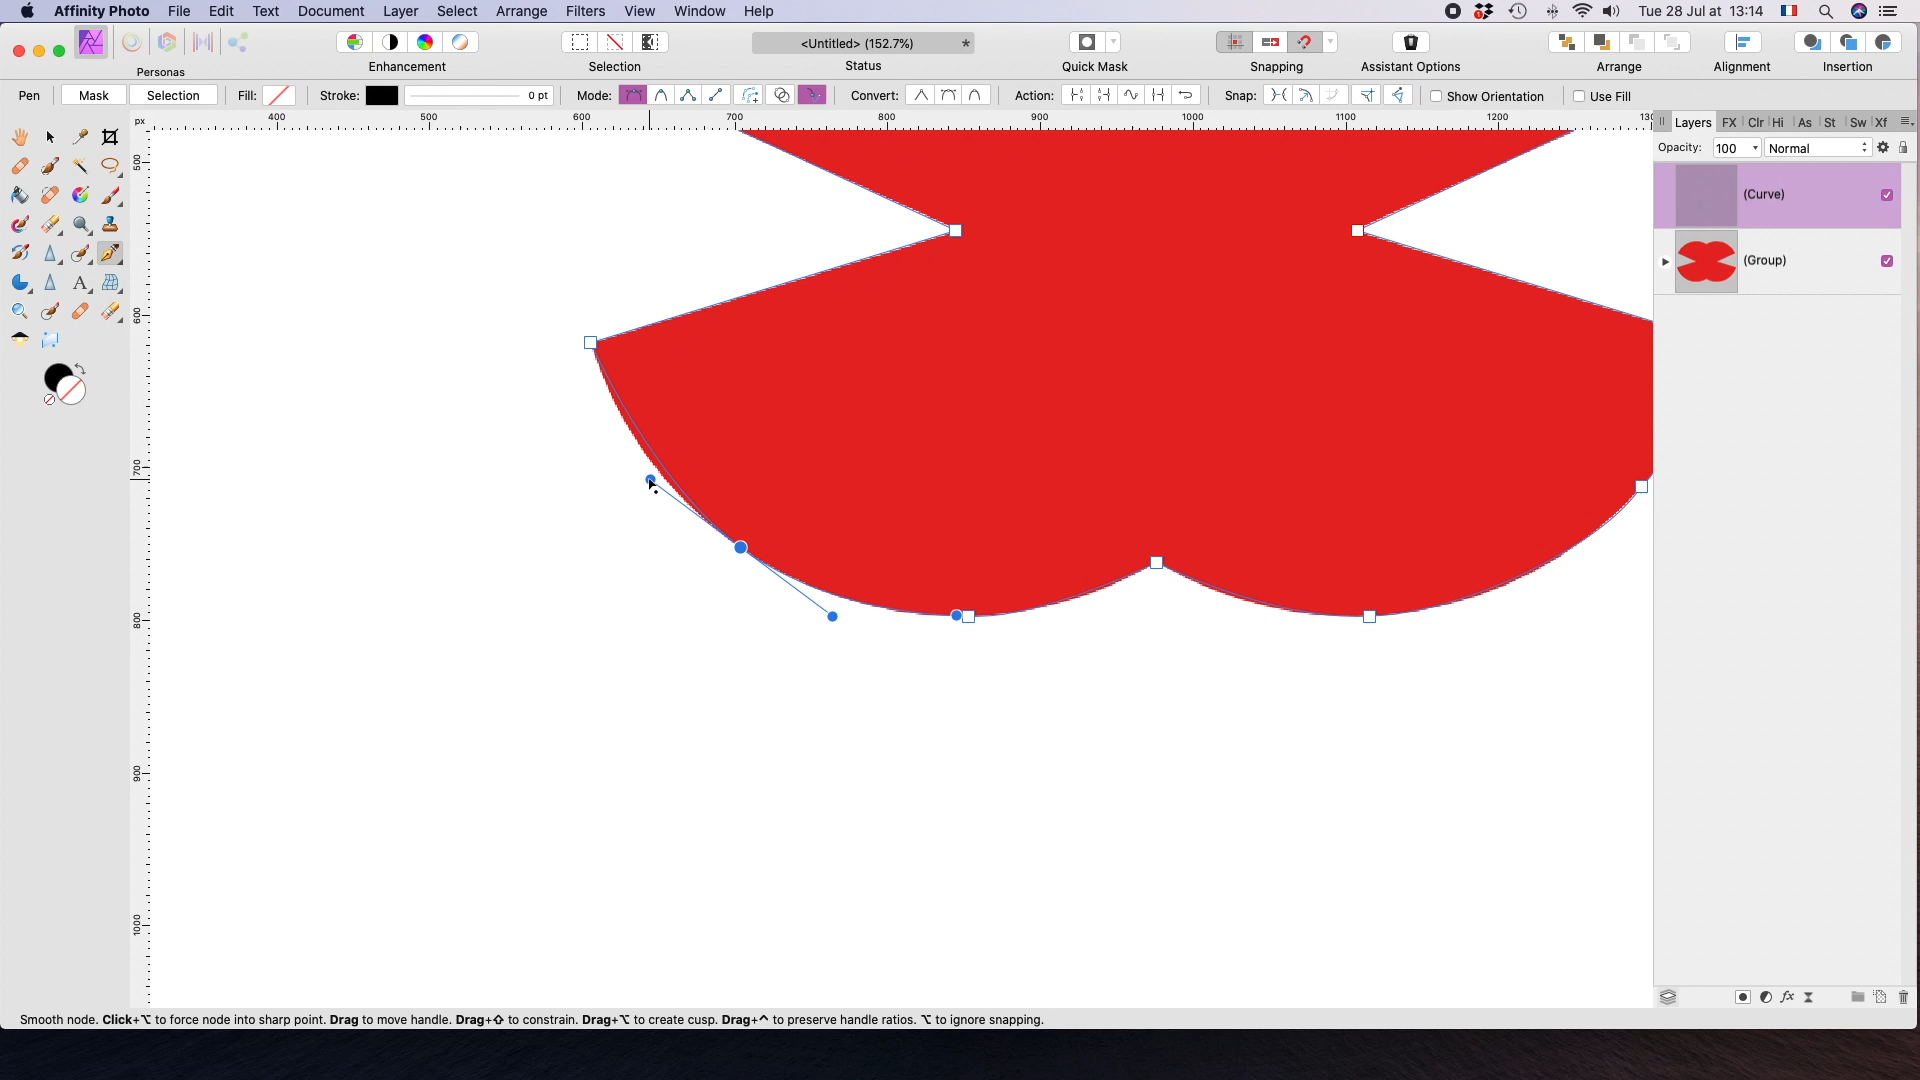 Affinity Photo File Edit Text Document Layer Select Arrange Filters View Window Help
Tue 28 Jul at 13:14
Personas
Enhancement
Selection
<Untitled> (152.7%) *
Status
Quick Mask
Snapping
Assistant Options
Arrange
Alignment
Insertion
Pen Mask Selection Fill: Stroke: 0 pt Mode: Convert: Action: Snap: Show Orientation Use Fill
px 400 500 600 700 800 900 1000 1100 1200
500
600
700
800
900
1000
Layers FX Clr Hi As St Sw Xf
Opacity: 100 Normal
(Curve)
(Group)
A
fx
Smooth node. Click+⌥ to force node into sharp point. Drag to move handle. Drag+⇧ to constrain. Drag+⌥ to create cusp. Drag+^ to preserve handle ratios. ⌥ to ignore snapping.